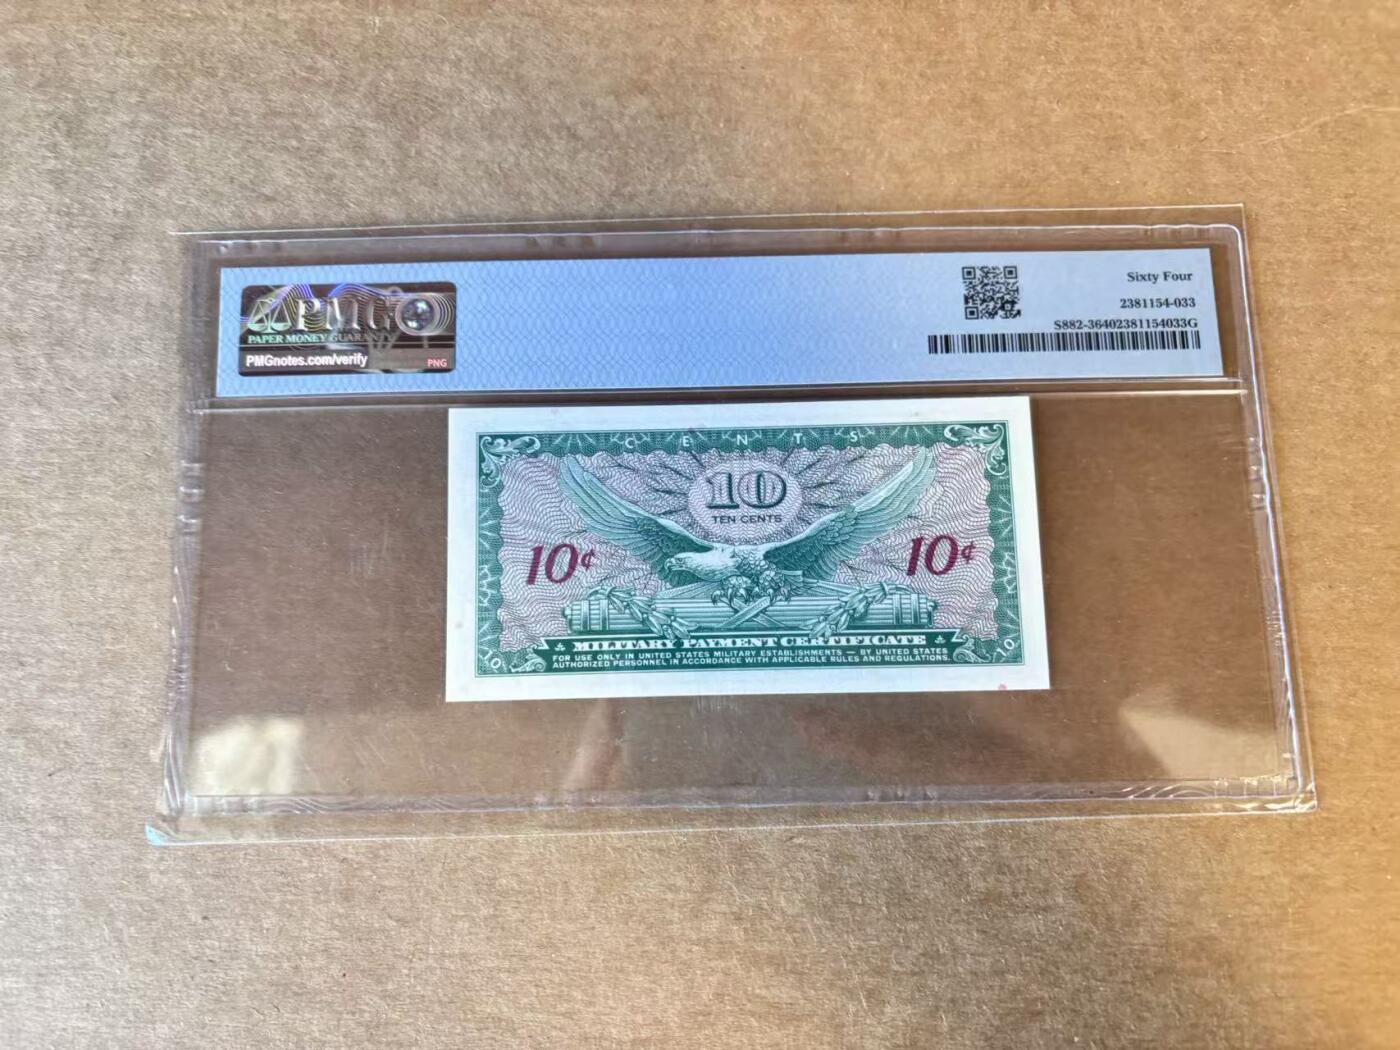 PMG
PAPER MONEY GUARANTY
PMGnotes.com/verify
PNG
Sixty Four
2381154-033
S882-36402381154033G
CENTS
10
TEN CENTS
10¢
10¢
MILITARY PAYMENT CERTIFICATE
10
10
FOR USE ONLY IN UNITED STATES MILITARY ESTABLISHMENTS — BY UNITED STATES
AUTHORIZED PERSONNEL IN ACCORDANCE WITH APPLICABLE RULES AND REGULATIONS.